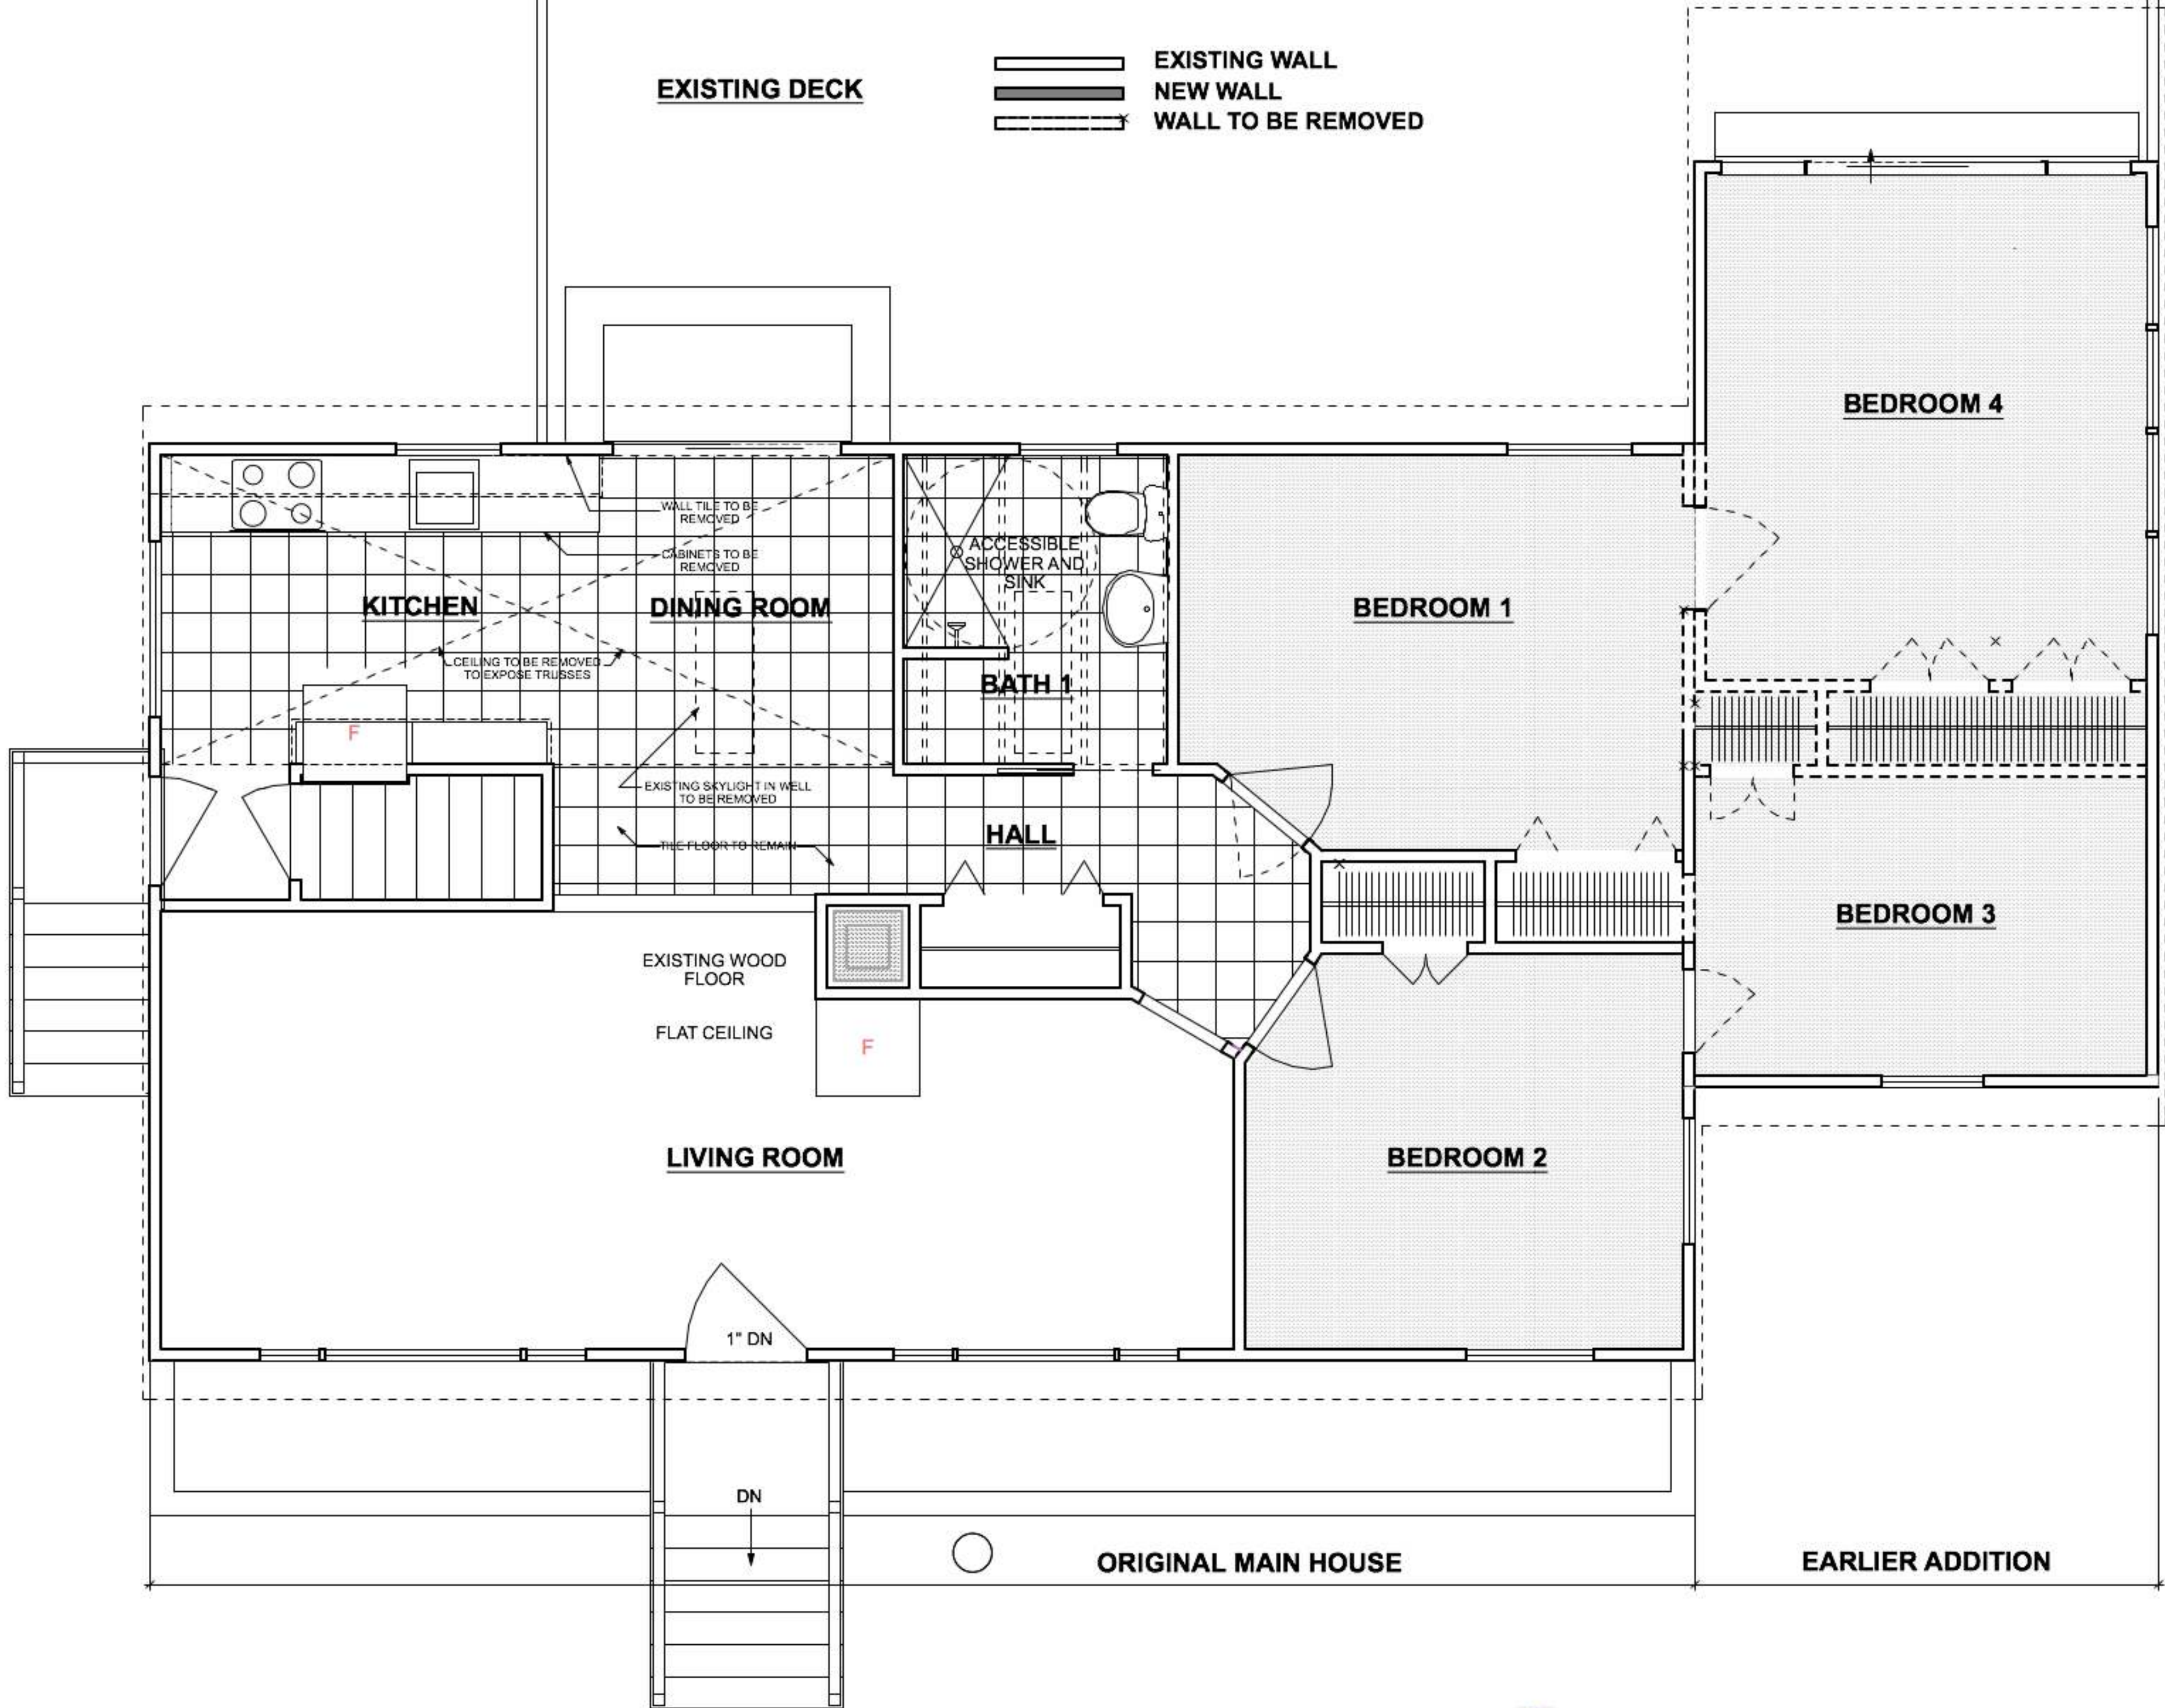 EXISTING DECK
EXISTING WALL
NEW WALL
WALL TO BE REMOVED
BEDROOM 4
WALL TILE TO BE
REMOVED
CABINETS TO BE
REMOVED
ACCESSIBLE
SHOWER AND
SINK
KITCHEN
DINING ROOM
BEDROOM 1
CEILING TO BE REMOVED
TO EXPOSE TRUSSES
BATH 1
F
EXISTING SKYLIGHT IN WELL
TO BE REMOVED
HALL
TILE FLOOR TO REMAIN
BEDROOM 3
EXISTING WOOD
FLOOR
FLAT CEILING
F
LIVING ROOM
BEDROOM 2
1" DN
DN
ORIGINAL MAIN HOUSE
EARLIER ADDITION